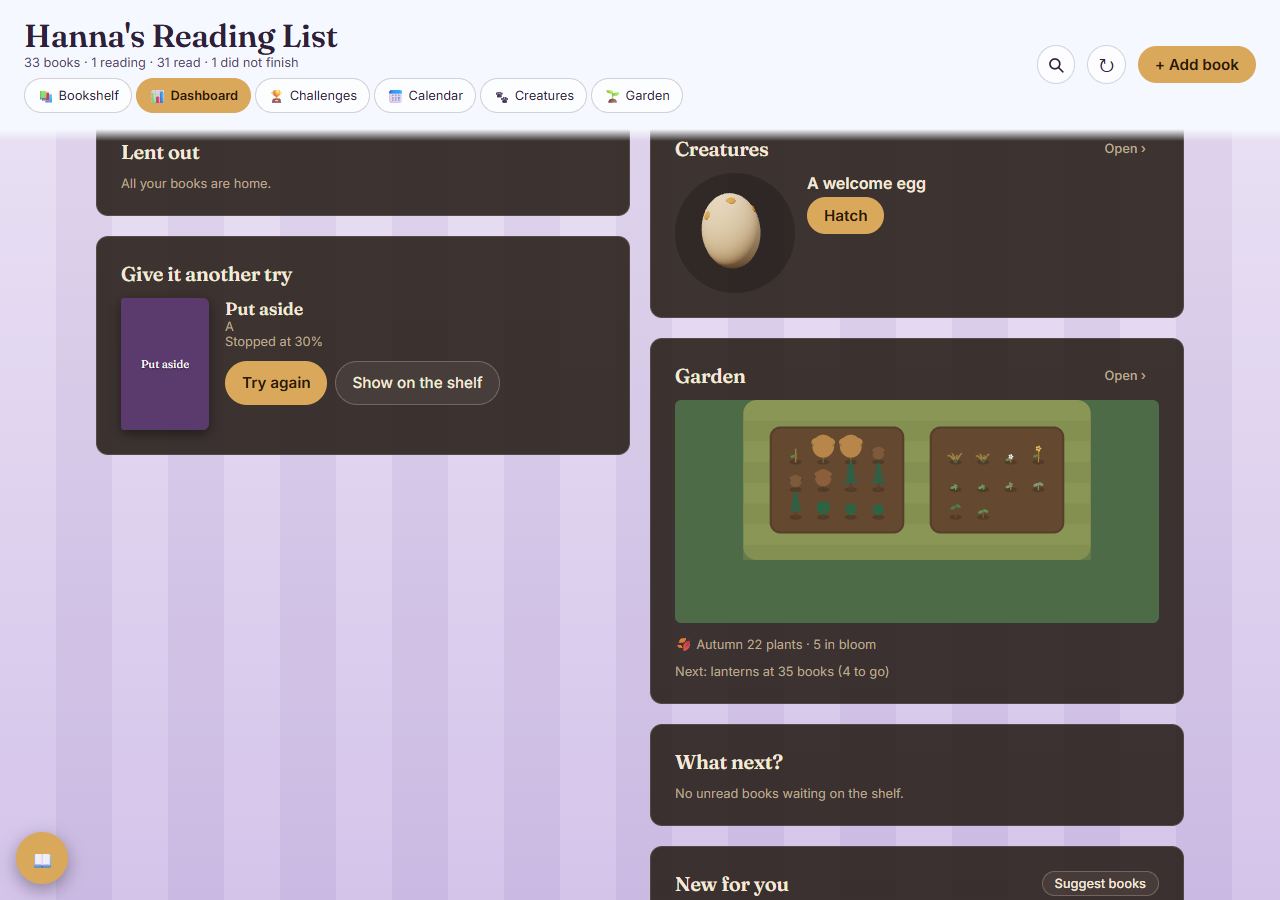 Hanna's Reading List
33 books · 1 reading · 31 read · 1 did not finish
Bookshelf
Dashboard
Challenges
Calendar
Creatures
Garden
+ Add book
Lent out
All your books are home.
Give it another try
Put aside
Put aside
A
Stopped at 30%
Try again
Show on the shelf
Creatures
Open ›
A welcome egg
Hatch
Garden
Open ›
Autumn 22 plants · 5 in bloom
Next: lanterns at 35 books (4 to go)
What next?
No unread books waiting on the shelf.
New for you
Suggest books